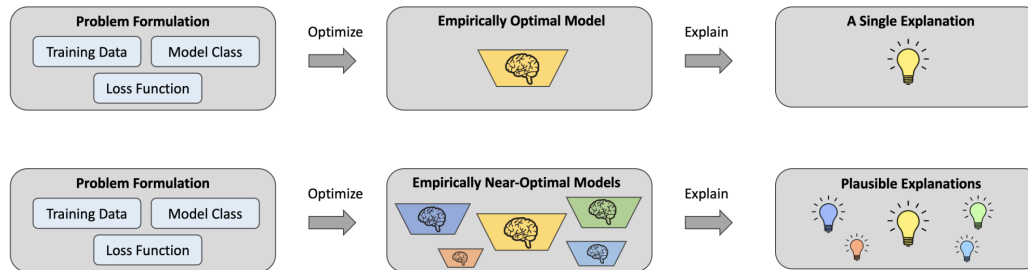 Problem Formulation
Training Data
Model Class
Loss Function
Optimize
Empirically Optimal Model
Explain
A Single Explanation
Problem Formulation
Training Data
Model Class
Loss Function
Optimize
Empirically Near-Optimal Models
Explain
Plausible Explanations